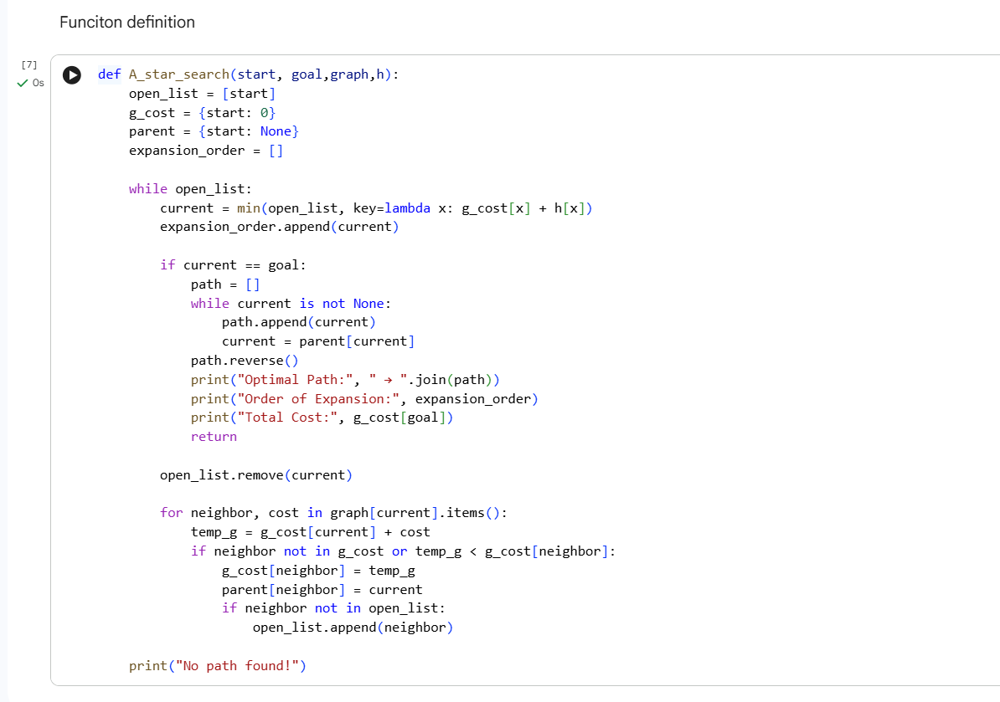 Funciton definition
[7]
0s
def A_star_search(start, goal,graph,h):
    open_list = [start]
    g_cost = {start: 0}
    parent = {start: None}
    expansion_order = []

    while open_list:
        current = min(open_list, key=lambda x: g_cost[x] + h[x])
        expansion_order.append(current)

        if current == goal:
            path = []
            while current is not None:
                path.append(current)
                current = parent[current]
            path.reverse()
            print("Optimal Path:", " → ".join(path))
            print("Order of Expansion:", expansion_order)
            print("Total Cost:", g_cost[goal])
            return

        open_list.remove(current)

        for neighbor, cost in graph[current].items():
            temp_g = g_cost[current] + cost
            if neighbor not in g_cost or temp_g < g_cost[neighbor]:
                g_cost[neighbor] = temp_g
                parent[neighbor] = current
                if neighbor not in open_list:
                    open_list.append(neighbor)

    print("No path found!")